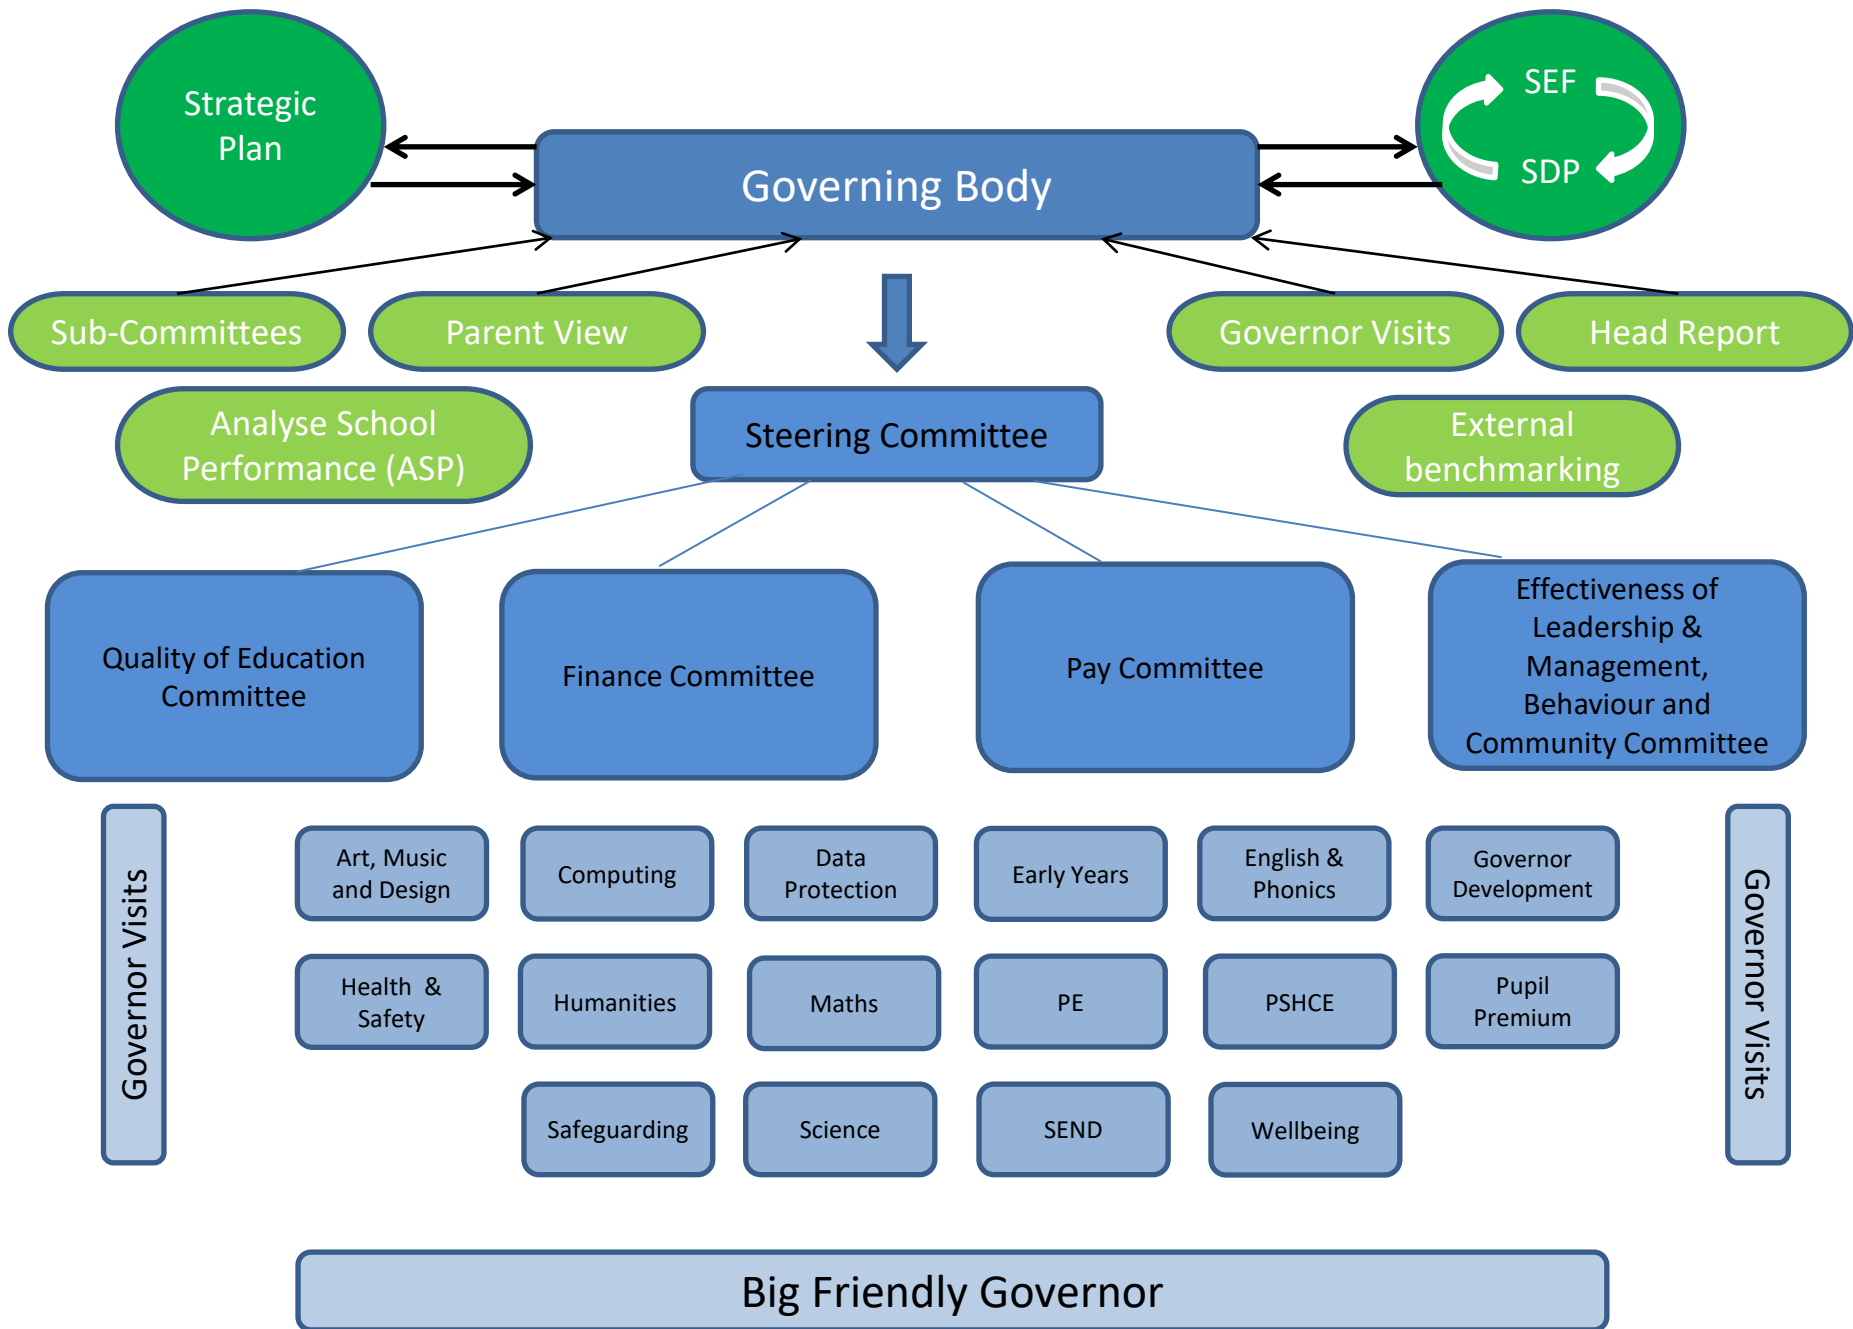 Strategic
Plan
SEF
SDP
Governing Body
Sub-Committees
Parent View
Governor Visits
Head Report
Analyse School
Performance (ASP)
Steering Committee
External
benchmarking
Quality of Education
Committee
Finance Committee
Pay Committee
Effectiveness of
Leadership &
Management,
Behaviour and
Community Committee
Governor Visits
Art, Music
and Design
Computing
Data
Protection
Early Years
English &
Phonics
Governor
Development
Governor Visits
Health  &
Safety
Humanities
Maths
PE
PSHCE
Pupil
Premium
Safeguarding
Science
SEND
Wellbeing
Big Friendly Governor